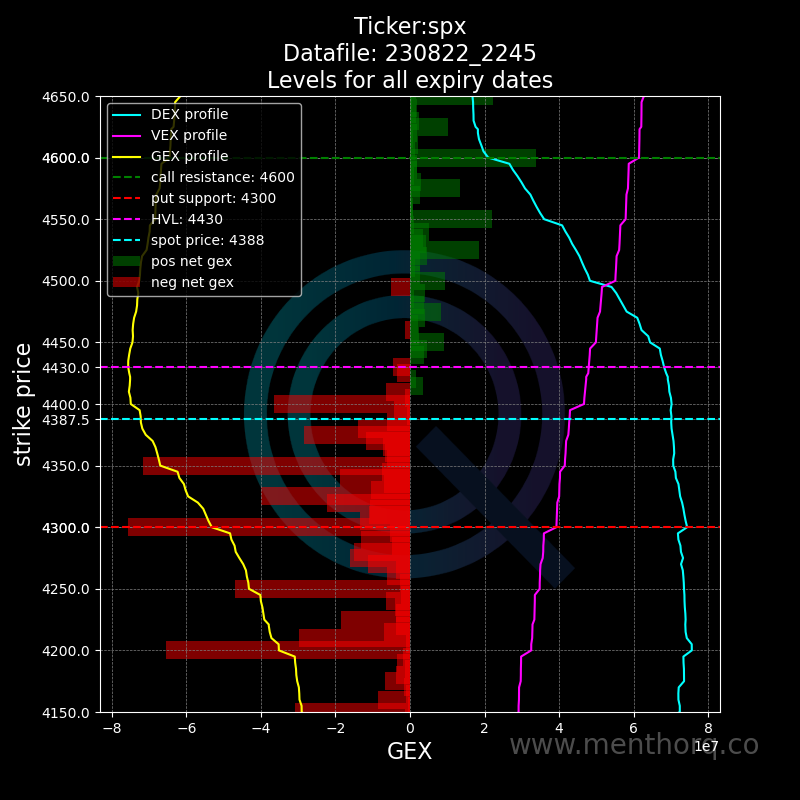 Ticker:spx
Datafile: 230822_2245
Levels for all expiry dates
DEX profile
VEX profile
GEX profile
call resistance: 4600
put support: 4300
HVL: 4430
spot price: 4388
pos net gex
neg net gex
4650.0
4600.0
4550.0
4500.0
4450.0
4430.0
4400.0
4387.5
4350.0
4300.0
4250.0
4200.0
4150.0
strike price
−8 −6 −4 −2 0 2 4 6 8
1e7
GEX
www.menthorq.co